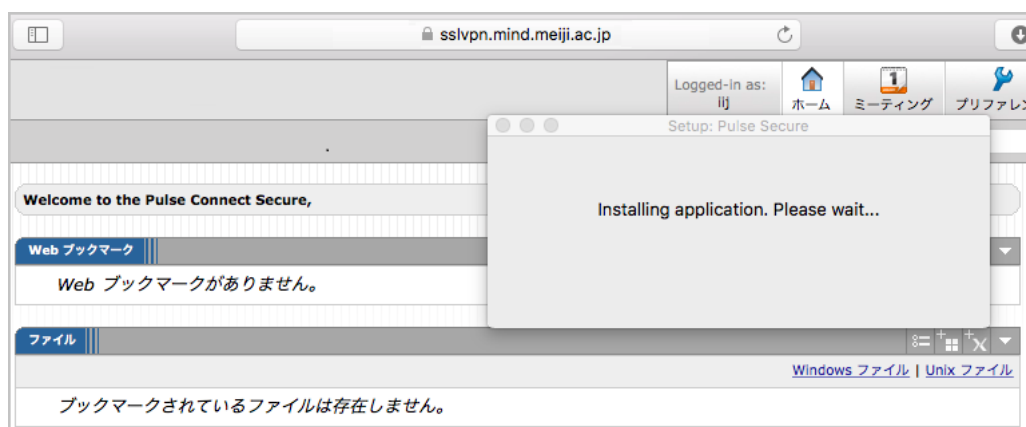 sslvpn.mind.meiji.ac.jp
Logged-in as:
iij
ホーム
ミーティング
プリファレン
Setup: Pulse Secure
Installing application. Please wait...
Welcome to the Pulse Connect Secure,
Web ブックマーク
Web ブックマークがありません。
ファイル
Windows ファイル | Unix ファイル
ブックマークされているファイルは存在しません。